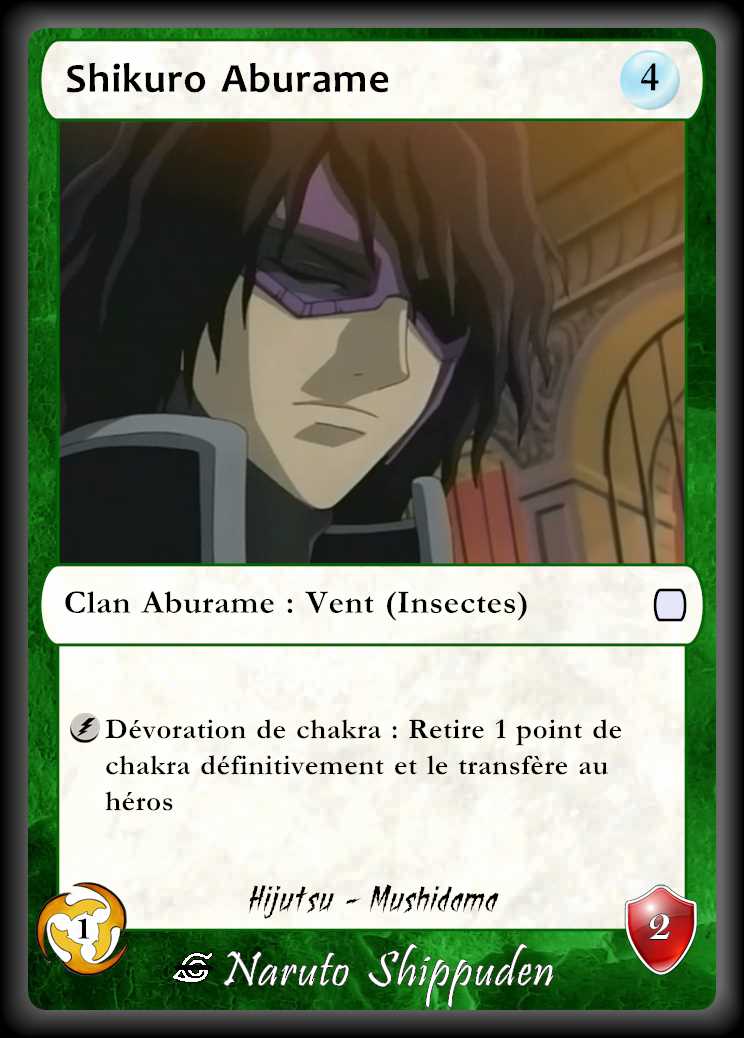 Shikuro Aburame
4
Clan Aburame : Vent (Insectes)
Dévoration de chakra : Retire 1 point de
chakra définitivement et le transfère au
héros
Hijutsu - Mushidama
1
2
Naruto Shippuden